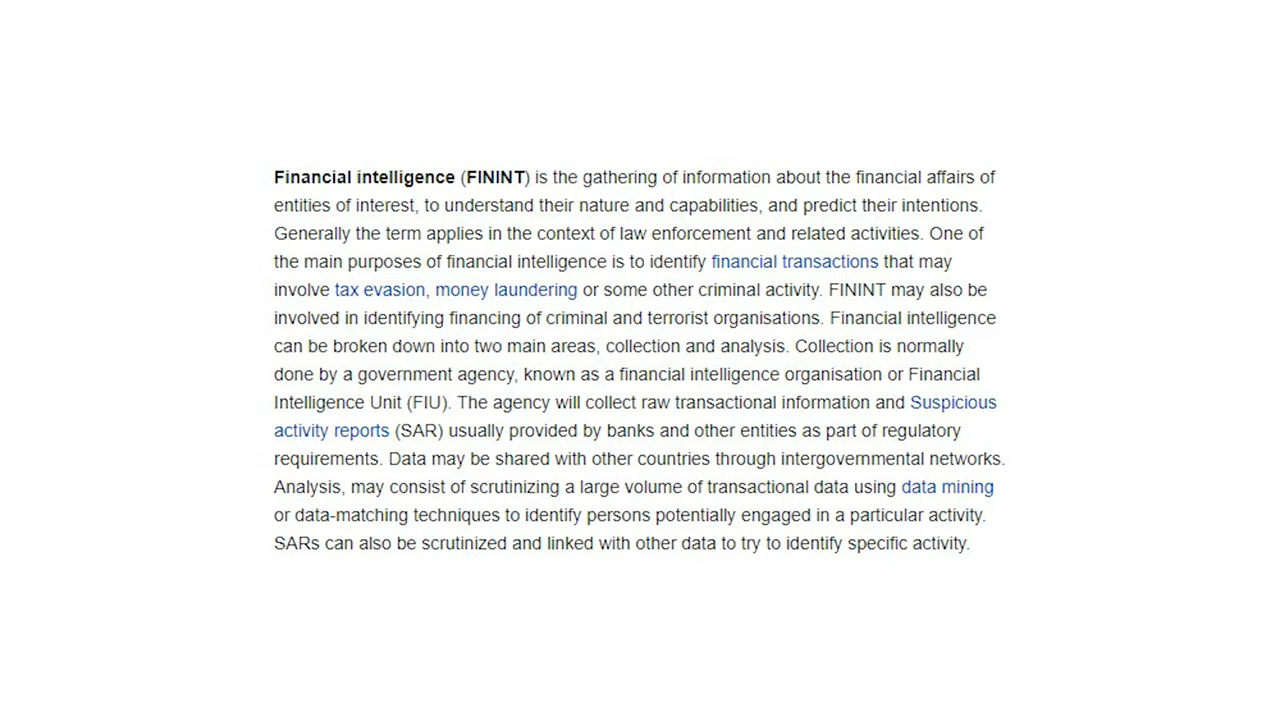 Financial intelligence (FININT) is the gathering of information about the financial affairs of
entities of interest, to understand their nature and capabilities, and predict their intentions.
Generally the term applies in the context of law enforcement and related activities. One of
the main purposes of financial intelligence is to identify financial transactions that may
involve tax evasion, money laundering or some other criminal activity. FININT may also be
involved in identifying financing of criminal and terrorist organisations. Financial intelligence
can be broken down into two main areas, collection and analysis. Collection is normally
done by a government agency, known as a financial intelligence organisation or Financial
Intelligence Unit (FIU). The agency will collect raw transactional information and Suspicious
activity reports (SAR) usually provided by banks and other entities as part of regulatory
requirements. Data may be shared with other countries through intergovernmental networks.
Analysis, may consist of scrutinizing a large volume of transactional data using data mining
or data-matching techniques to identify persons potentially engaged in a particular activity.
SARs can also be scrutinized and linked with other data to try to identify specific activity.